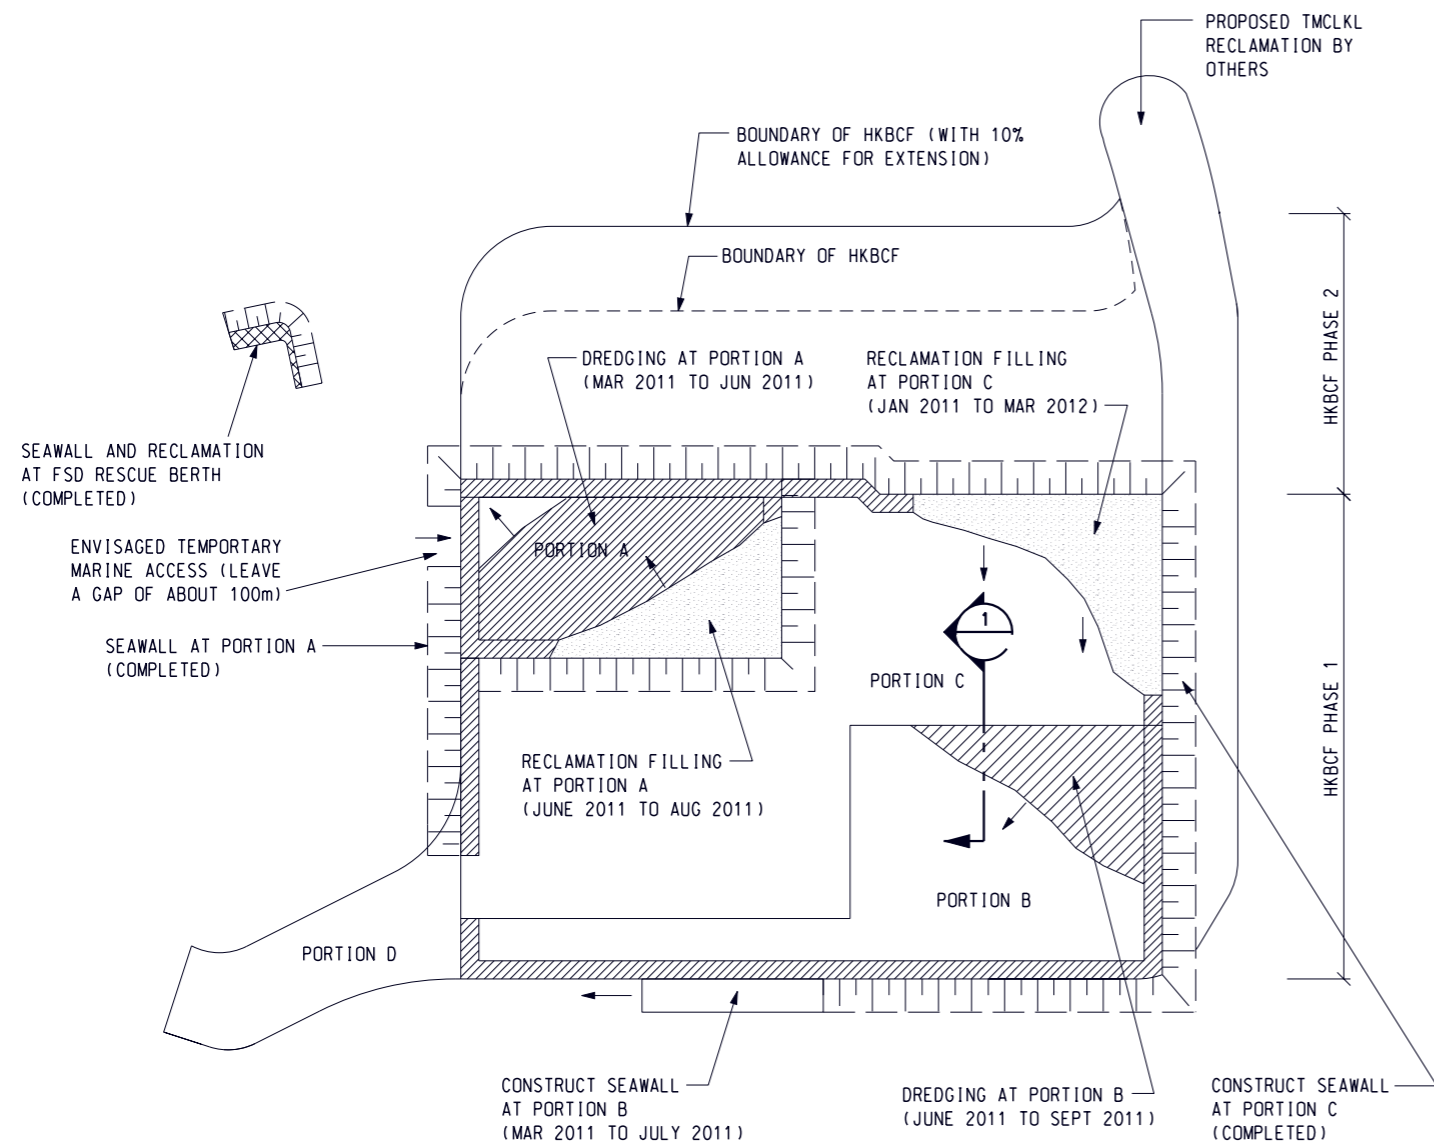 PROPOSED TMCLKL
RECLAMATION BY
OTHERS
BOUNDARY OF HKBCF (WITH 10%
ALLOWANCE FOR EXTENSION)
BOUNDARY OF HKBCF
HKBCF PHASE 2
DREDGING AT PORTION A
(MAR 2011 TO JUN 2011)
RECLAMATION FILLING
AT PORTION C
(JAN 2011 TO MAR 2012)
SEAWALL AND RECLAMATION
AT FSD RESCUE BERTH
(COMPLETED)
ENVISAGED TEMPORTARY
MARINE ACCESS (LEAVE
A GAP OF ABOUT 100m)
PORTION A
SEAWALL AT PORTION A
(COMPLETED)
1
PORTION C
HKBCF PHASE 1
RECLAMATION FILLING
AT PORTION A
(JUNE 2011 TO AUG 2011)
PORTION B
PORTION D
CONSTRUCT SEAWALL
AT PORTION B
(MAR 2011 TO JULY 2011)
DREDGING AT PORTION B
(JUNE 2011 TO SEPT 2011)
CONSTRUCT SEAWALL
AT PORTION C
(COMPLETED)